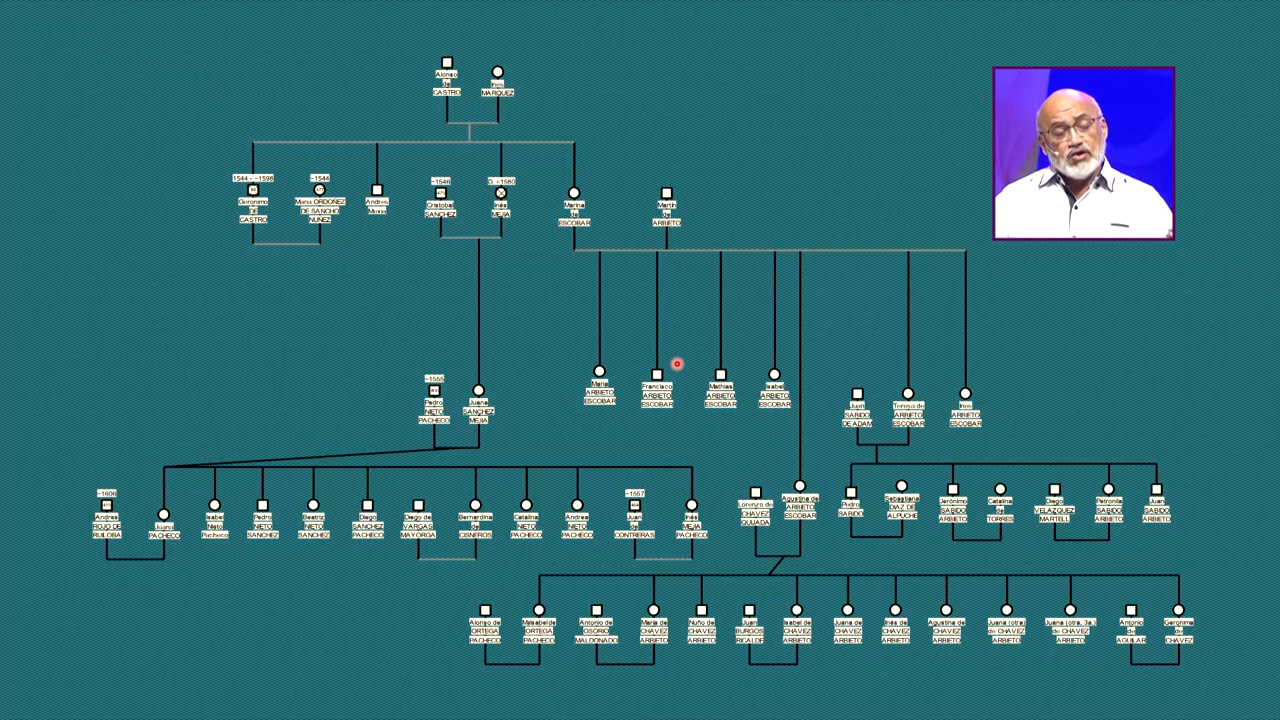 Alonso
de
CASTRO
Inés
MARQUEZ
1544 - ~1598
Geronimo
DE
CASTRO
~1544
Maria ORDOÑEZ
DE SANCHO
NUÑEZ
Andres
Mexia
~1546
Cristobal
SANCHEZ
D. <1580
Inés
MEJIA
Marina
de
ESCOBAR
Martín
de
ARBIETO
~1555
Pedro
NIETO
PACHECO
Juana
SANCHEZ
MEJIA
Maria
ARBIETO
ESCOBAR
Francisco
ARBIETO
ESCOBAR
Mathias
ARBIETO
ESCOBAR
Isabel
ARBIETO
ESCOBAR
Juan
SABIDO
DE ADAM
Teresa de
ARBIETO
ESCOBAR
Ines
ARBIETO
ESCOBAR
~1606
Andres
ROJO DE
RUILOBA
Juana
PACHECO
Isabel
Nieto
Pacheco
Pedro
NIETO
SANCHEZ
Beatriz
NIETO
SANCHEZ
Diego
SANCHEZ
PACHECO
Diego de
VARGAS
MAYORGA
Bernardina
de
CISNEROS
Catalina
NIETO
PACHECO
Andrea
NIETO
PACHECO
~1557
Juan
de
CONTRERAS
Inés
MEJIA
PACHECO
Lorenzo de
CHAVEZ
QUIJADA
Agustina de
ARBIETO
ESCOBAR
Pedro
SABIDO
Sebastiana
DIAZ DE
ALPUCHE
Jerónimo
SABIDO
ARBIETO
Catalina
de
TORRES
Diego
VELAZQUEZ
MARTELL
Petronila
SABIDO
ARBIETO
Juan
SABIDO
ARBIETO
Alonso de
ORTEGA
PACHECO
ORTEGA
PACHECO
Antonio de
OSORIO
MALDONADO
Maria de
CHAVEZ
ARBIETO
Nuño de
CHAVEZ
ARBIETO
Juan
BURGOS
RICALDE
Isabel de
CHAVEZ
ARBIETO
Juana de
CHAVEZ
ARBIETO
Inés de
CHAVEZ
ARBIETO
Agustina de
CHAVEZ
ARBIETO
Juana (otra)
de CHAVEZ
ARBIETO
Juana (otra, 3a.)
de CHAVEZ
ARBIETO
Antonio
de
AGUILAR
Geronima
de
CHAVEZ